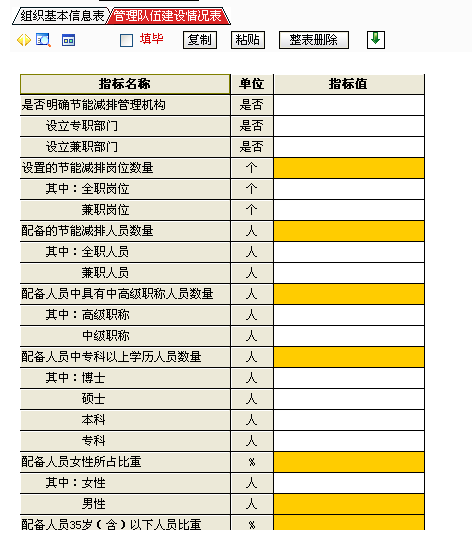 组织基本信息表 管理队伍建设情况表
填毕 复制 粘贴 整表删除
指标名称 单位 指标值
是否明确节能减排管理机构 是否
设立专职部门 是否
设立兼职部门 是否
设置的节能减排岗位数量 个
其中：全职岗位 个
兼职岗位 个
配备的节能减排人员数量 人
其中：全职人员 人
兼职人员 人
配备人员中具有中高级职称人员数量 人
其中：高级职称 人
中级职称 人
配备人员中专科以上学历人员数量 人
其中：博士 人
硕士 人
本科 人
专科 人
配备人员女性所占比重 %
其中：女性 人
男性 人
配备人员35岁（含）以下人员比重 %